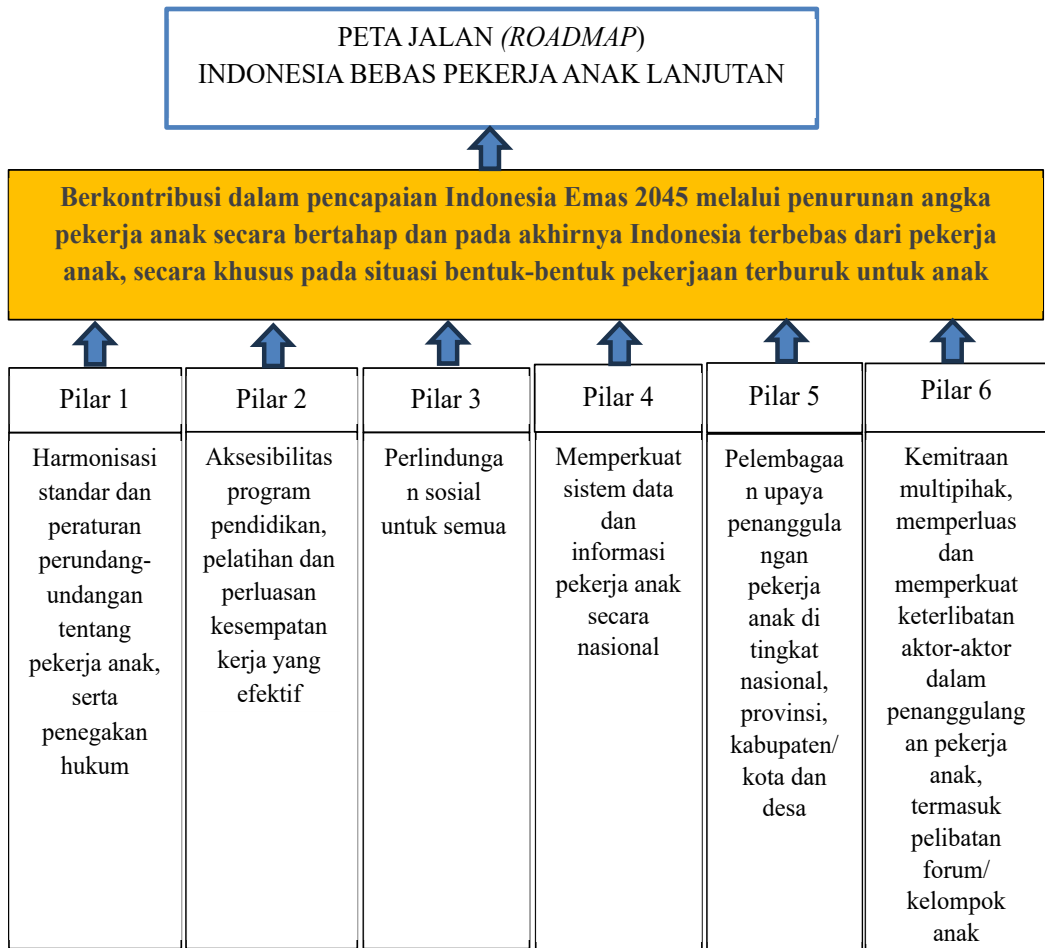 PETA JALAN (ROADMAP)
INDONESIA BEBAS PEKERJA ANAK LANJUTAN
Berkontribusi dalam pencapaian Indonesia Emas 2045 melalui penurunan angka
pekerja anak secara bertahap dan pada akhirnya Indonesia terbebas dari pekerja
anak, secara khusus pada situasi bentuk-bentuk pekerjaan terburuk untuk anak
Pilar 1
Harmonisasi
standar dan
peraturan
perundang-
undangan
tentang
pekerja anak,
serta
penegakan
hukum
Pilar 2
Aksesibilitas
program
pendidikan,
pelatihan dan
perluasan
kesempatan
kerja yang
efektif
Pilar 3
Perlindunga
n sosial
untuk semua
Pilar 4
Memperkuat
sistem data
dan
informasi
pekerja anak
secara
nasional
Pilar 5
Pelembagaa
n upaya
penanggula
ngan
pekerja
anak di
tingkat
nasional,
provinsi,
kabupaten/
kota dan
desa
Pilar 6
Kemitraan
multipihak,
memperluas
dan
memperkuat
keterlibatan
aktor-aktor
dalam
penanggulang
an pekerja
anak,
termasuk
pelibatan
forum/
kelompok
anak